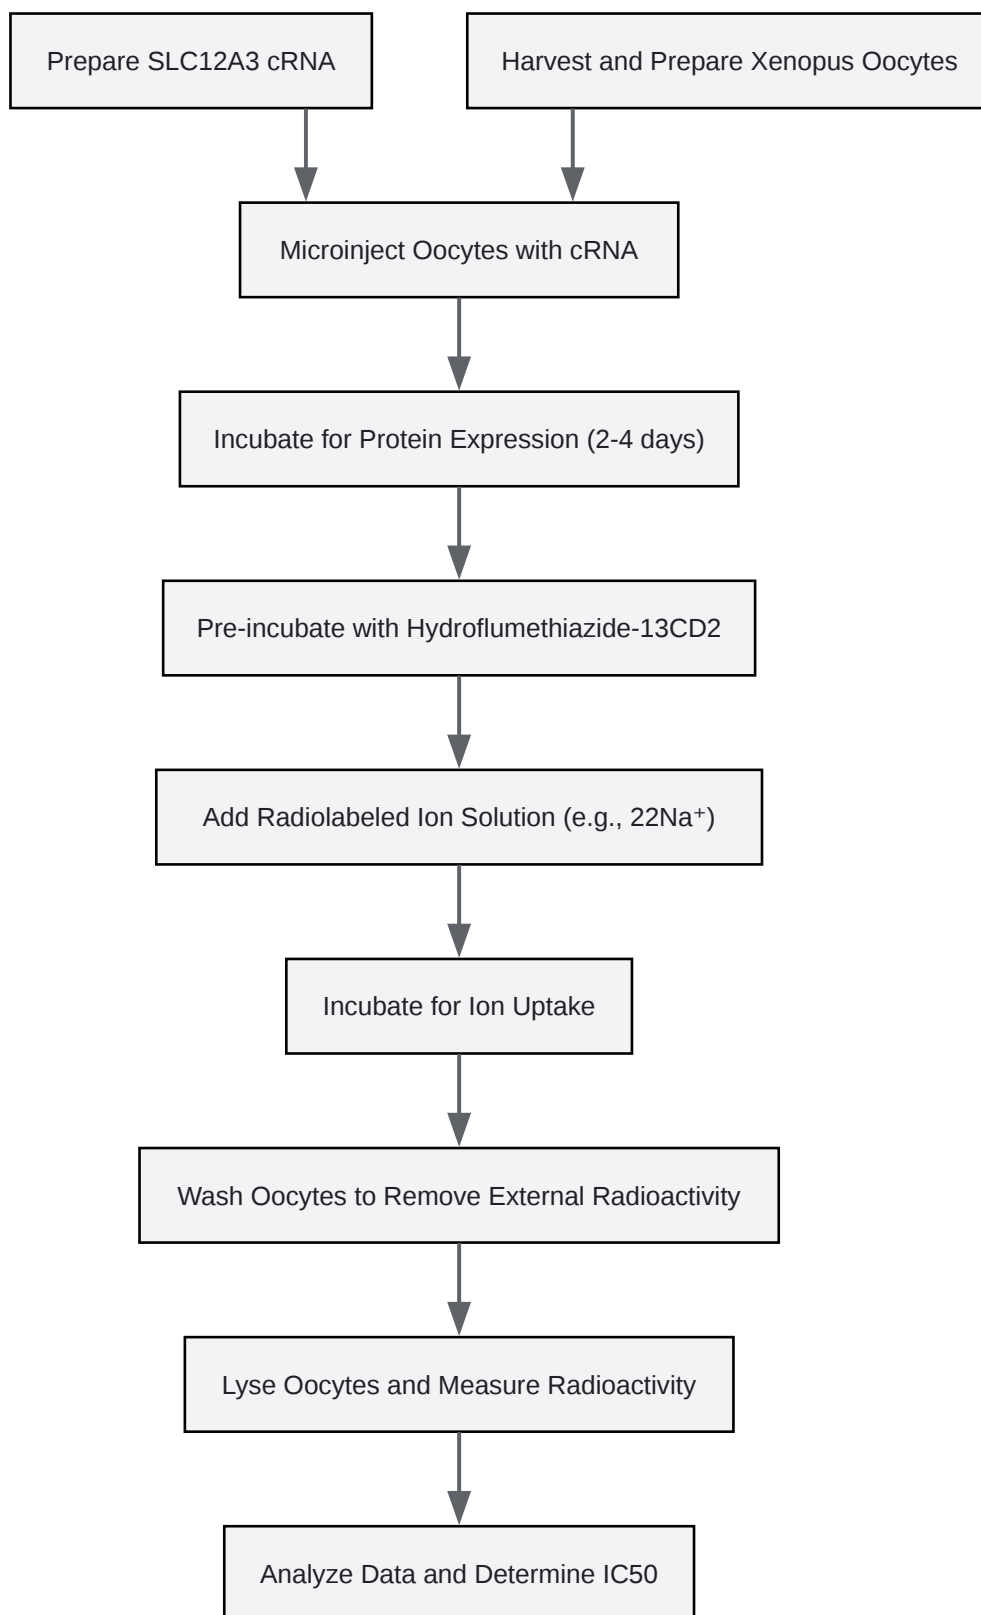 Prepare SLC12A3 cRNA
Harvest and Prepare Xenopus Oocytes
Microinject Oocytes with cRNA
Incubate for Protein Expression (2-4 days)
Pre-incubate with Hydroflumethiazide-13CD2
Add Radiolabeled Ion Solution (e.g., 22Na⁺)
Incubate for Ion Uptake
Wash Oocytes to Remove External Radioactivity
Lyse Oocytes and Measure Radioactivity
Analyze Data and Determine IC50